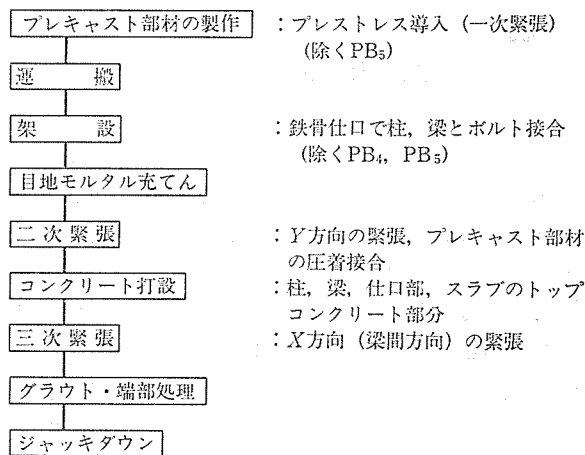 プレキャスト部材の製作 :プレストレス導入(一次緊張)
(除くPB₅)
運搬
架設 :鉄骨仕口で柱,梁とボルト接合
(除くPB₄,PB₅)
目地モルタル充てん
二次緊張 :Y方向の緊張,プレキャスト部材
の圧着接合
コンクリート打設 :柱,梁,仕口部,スラブのトップ
コンクリート部分
三次緊張 :X方向(梁間方向)の緊張
グラウト・端部処理
ジャッキダウン